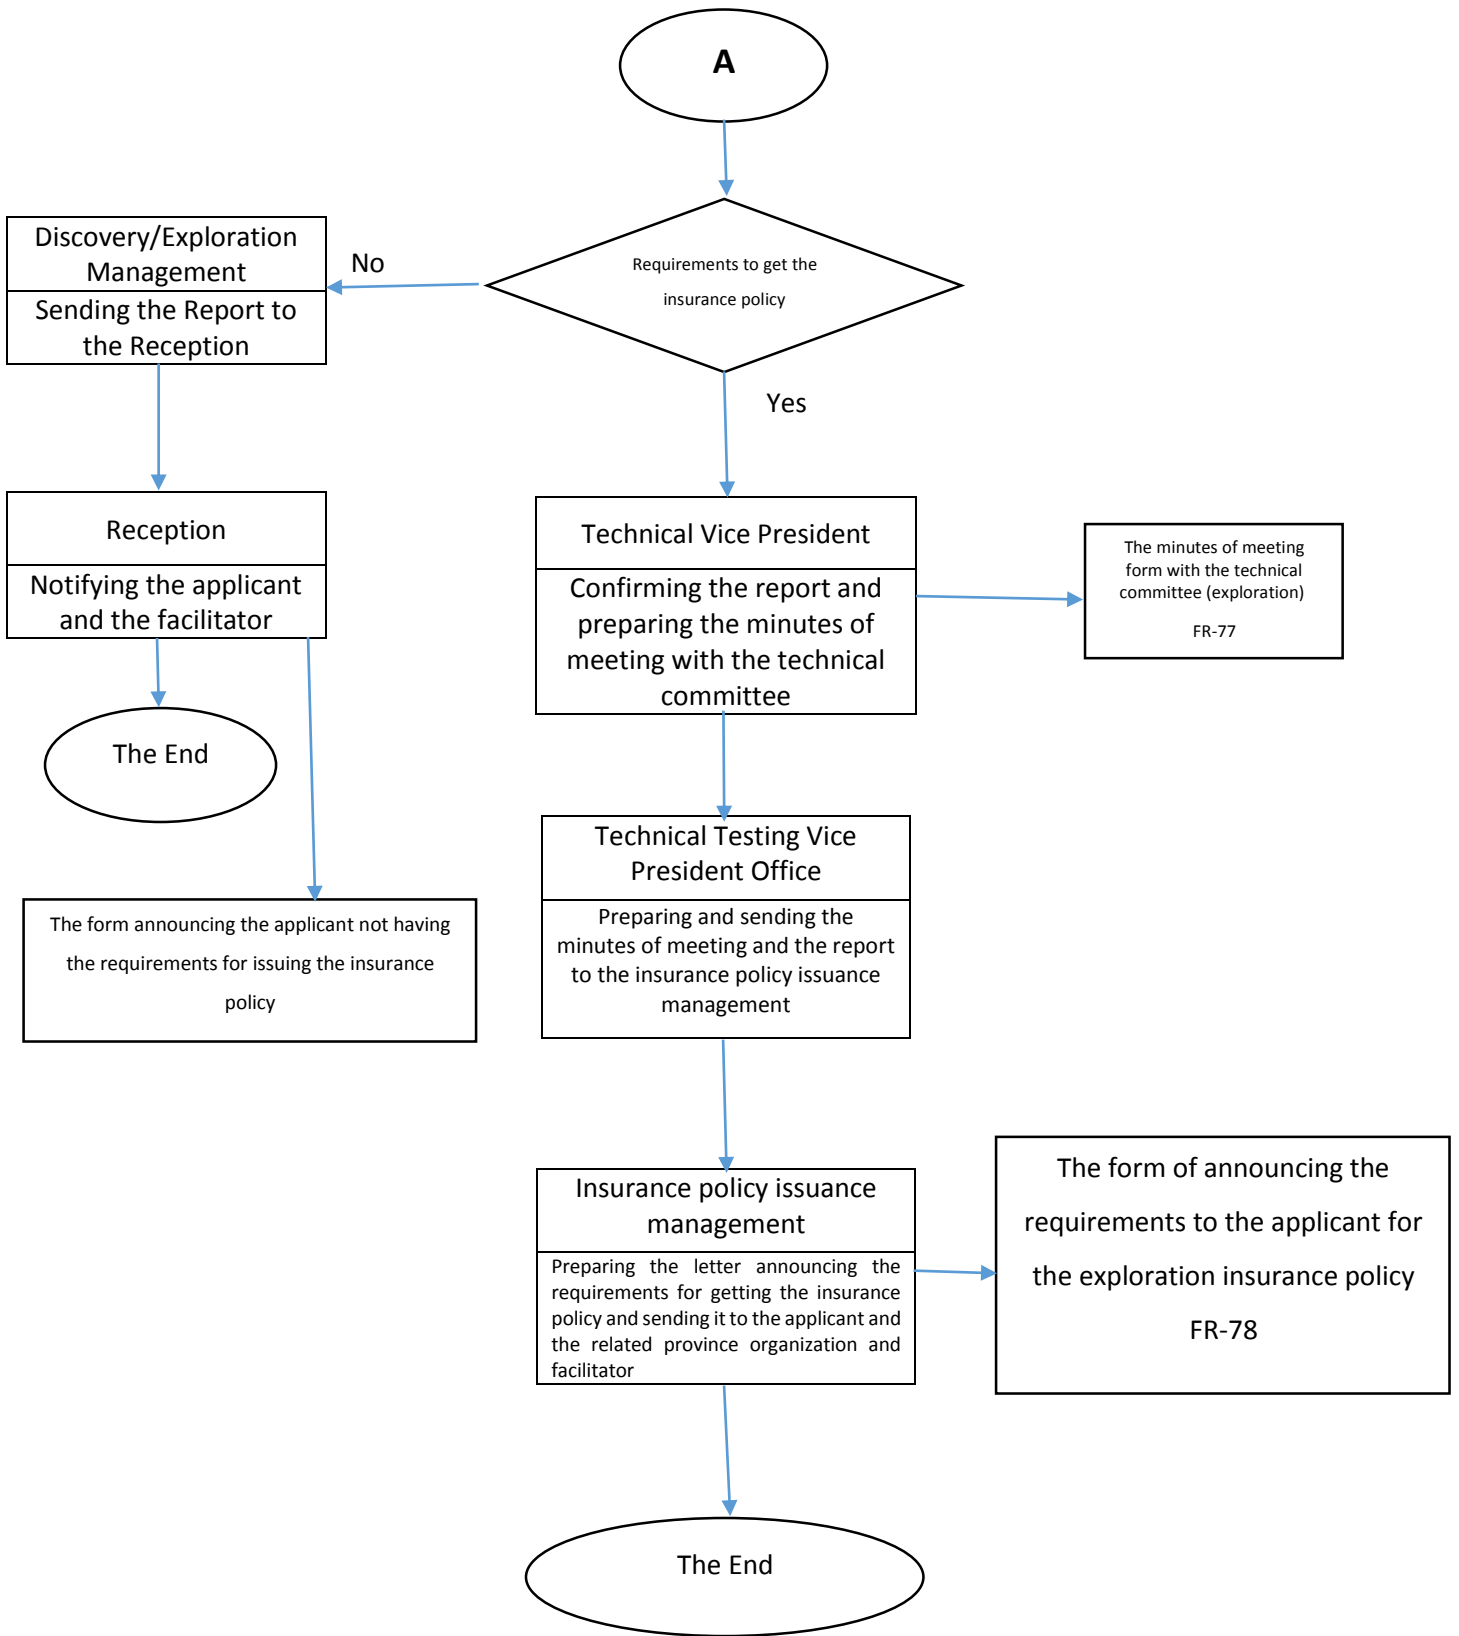 A
Requirements to get the
insurance policy
No
Yes
Discovery/Exploration
Management
Sending the Report to
the Reception
Reception
Notifying the applicant
and the facilitator
The End
The form announcing the applicant not having
the requirements for issuing the insurance
policy
Technical Vice President
Confirming the report and
preparing the minutes of
meeting with the technical
committee
The minutes of meeting
form with the technical
committee (exploration)
FR-77
Technical Testing Vice
President Office
Preparing and sending the
minutes of meeting and the report
to the insurance policy issuance
management
Insurance policy issuance
management
Preparing the letter announcing the
requirements for getting the insurance
policy and sending it to the applicant and
the related province organization and
facilitator
The form of announcing the
requirements to the applicant for
the exploration insurance policy
FR-78
The End